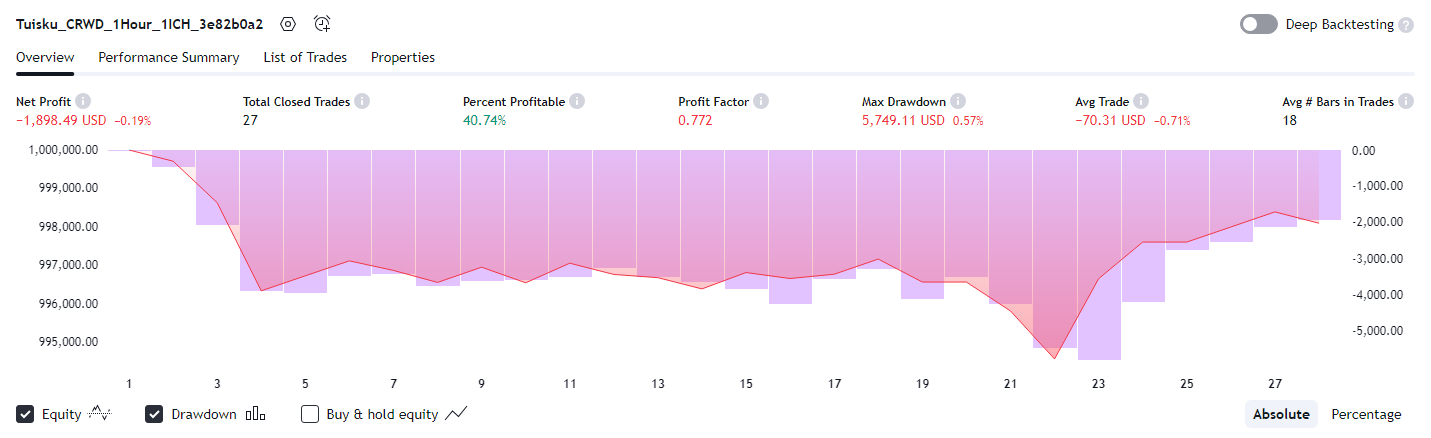 Tuisku_CRWD_1Hour_1ICH_3e82b0a2 Deep Backtesting ?
Overview Performance Summary List of Trades Properties
Net Profit Total Closed Trades Percent Profitable Profit Factor Max Drawdown Avg Trade Avg # Bars in Trades
−1,898.49 USD −0.19% 27 40.74% 0.772 5,749.11 USD 0.57% −70.31 USD −0.71% 18
1,000,000.00 0.00
999,000.00 -1,000.00
998,000.00 -2,000.00
997,000.00 -3,000.00
996,000.00 -4,000.00
995,000.00 -5,000.00
1 3 5 7 9 11 13 15 17 19 21 23 25 27
Equity Drawdown Buy & hold equity Absolute Percentage